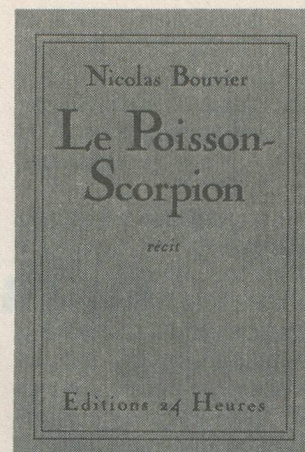 Nicolas Bouvier
Le Poisson-
Scorpion
récit
Editions 24 Heures